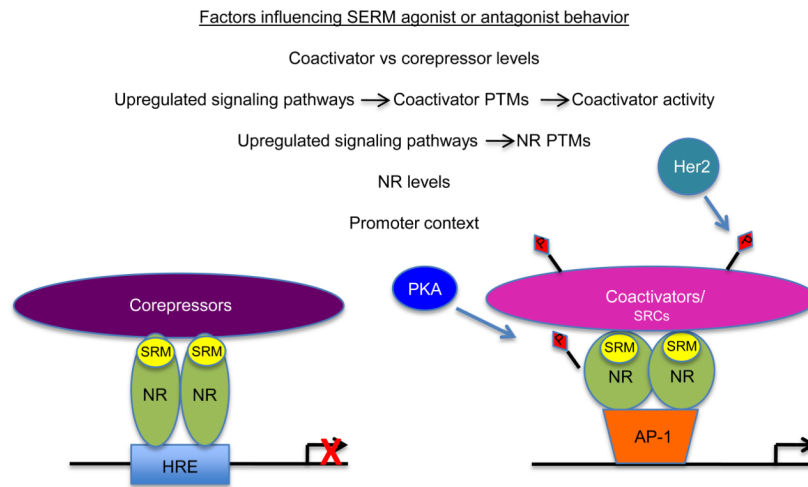 Factors influencing SERM agonist or antagonist behavior
Coactivator vs corepressor levels
Upregulated signaling pathways → Coactivator PTMs → Coactivator activity
Upregulated signaling pathways → NR PTMs
NR levels
Promoter context
Her2
P
P
Corepressors
PKA
Coactivators/
SRCs
SRM
SRM
P
SRM
SRM
NR
NR
NR
NR
AP-1
HRE
X